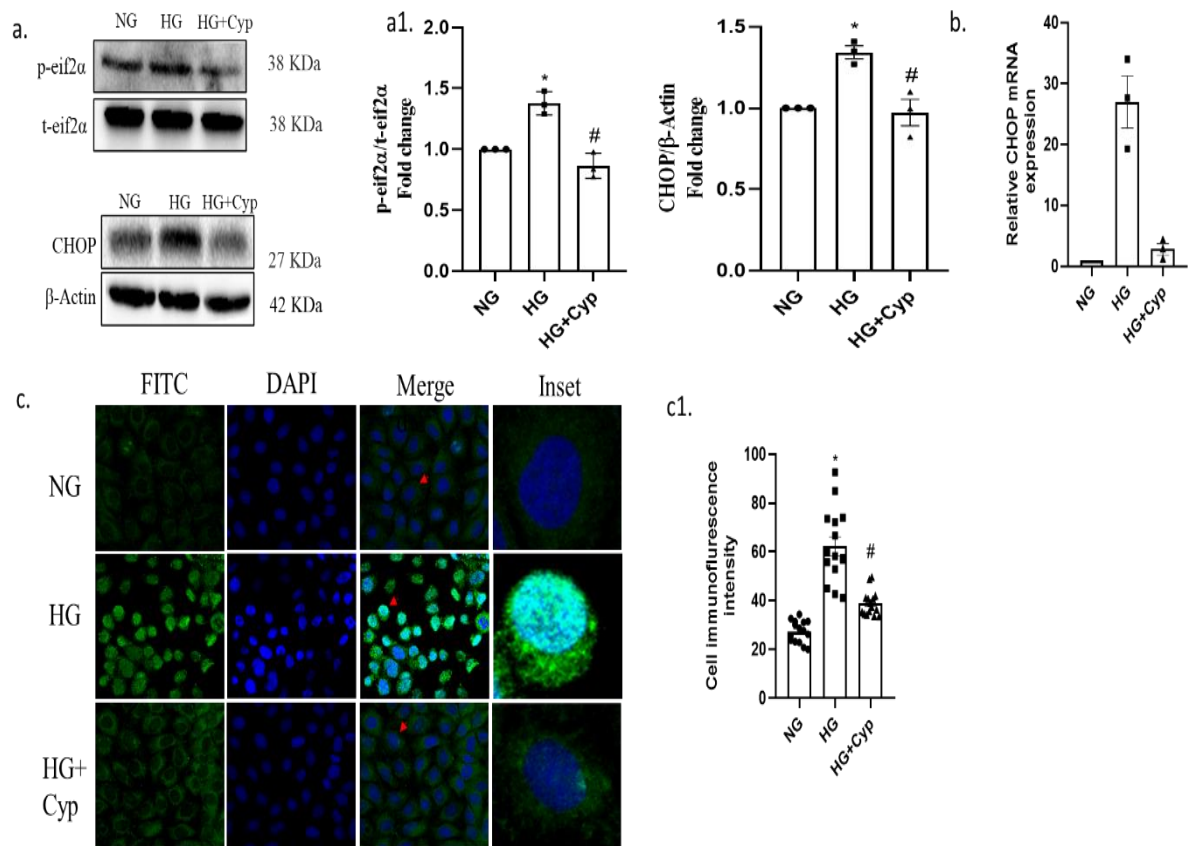 a.
NG HG HG+Cyp
p-eif2α 38 KDa
t-eif2α 38 KDa
NG HG HG+Cyp
CHOP 27 KDa
β-Actin 42 KDa
a1.
p-eif2α/t-eif2α
Fold change
2.0
1.5
1.0
0.5
0.0
*
#
NG HG HG+Cyp
CHOP/β-Actin
Fold change
1.5
1.0
0.5
0.0
*
#
NG HG HG+Cyp
b.
Relative CHOP mRNA
expression
40
30
20
10
0
NG HG HG+Cyp
c.
FITC DAPI Merge Inset
NG
HG
HG+
Cyp
c1.
Cell immunoflurescence
intensity
100
80
60
40
20
0
*
#
NG HG HG+Cyp